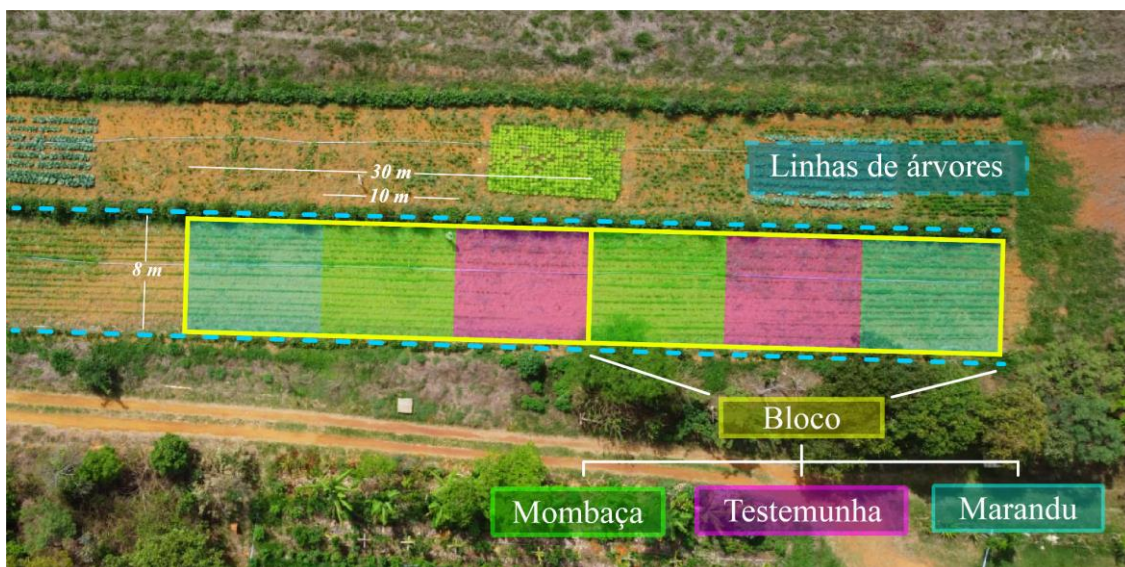 Linhas de árvores
30 m
10 m
8 m
Bloco
Mombaça
Testemunha
Marandu